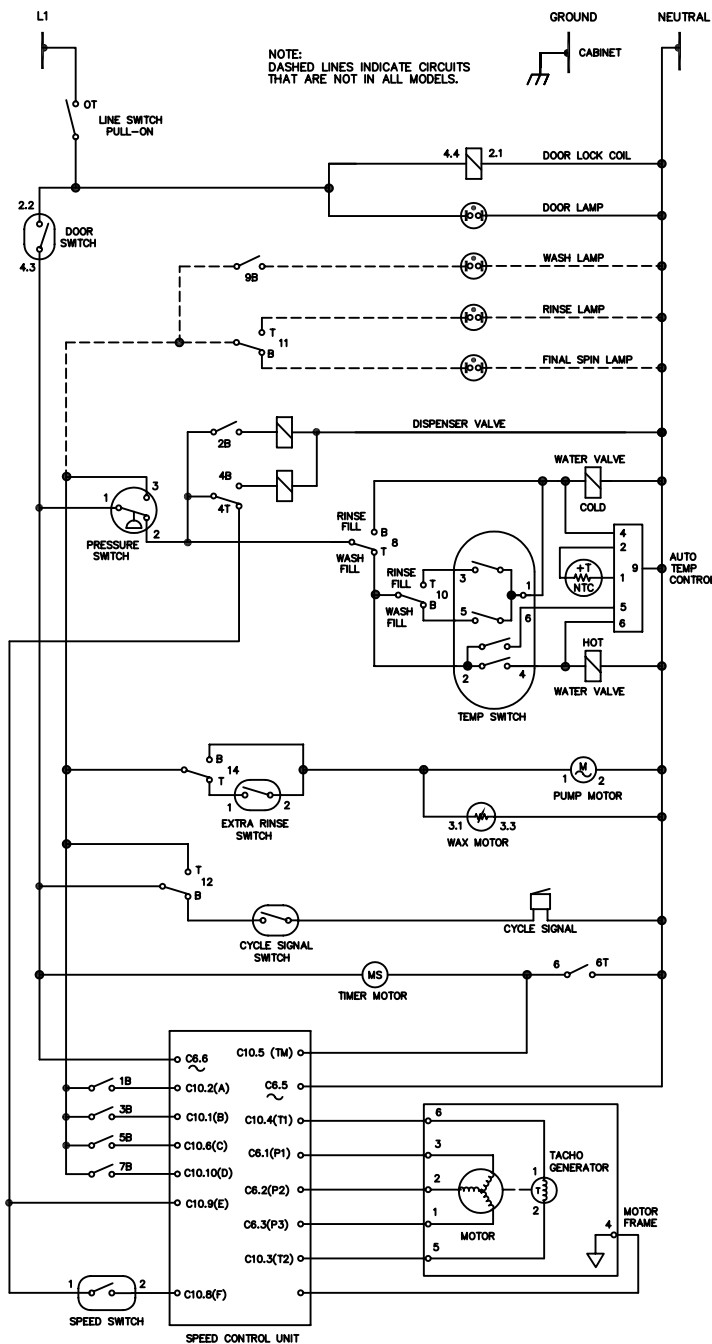 L1
GROUND
NEUTRAL
NOTE:
DASHED LINES INDICATE CIRCUITS
THAT ARE NOT IN ALL MODELS.
CABINET
OT
LINE SWITCH
PULL-ON
4.4
2.1
DOOR LOCK COIL
2.2
DOOR LAMP
DOOR
SWITCH
4.3
WASH LAMP
9B
RINSE LAMP
T
11
B
FINAL SPIN LAMP
DISPENSER VALVE
2B
WATER VALVE
3
4B
1
4T
COLD
RINSE
FILL
B
8
T
4
2
2
PRESSURE
SWITCH
WASH
FILL
AUTO
TEMP
CONTROL
+T
NTC
1
9
RINSE
FILL
T
3
10
1
B
WASH
FILL
5
6
5
6
HOT
2
4
WATER VALVE
TEMP SWITCH
B
14
T
M
1
2
PUMP MOTOR
1
2
EXTRA RINSE
SWITCH
3.1
3.3
WAX MOTOR
T
12
B
CYCLE SIGNAL
SWITCH
CYCLE SIGNAL
MS
6
6T
TIMER MOTOR
C10.5 (TM)
C6.6
1B
C10.2(A)
C6.5
3B
C10.1(B)
C10.4(T1)
6
5B
C10.6(C)
C6.1(P1)
3
TACHO
GENERATOR
7B
C10.10(D)
C6.2(P2)
2
1
T
2
C10.9(E)
C6.3(P3)
1
MOTOR
MOTOR
FRAME
4
C10.3(T2)
5
1
2
C10.8(F)
SPEED SWITCH
SPEED CONTROL UNIT